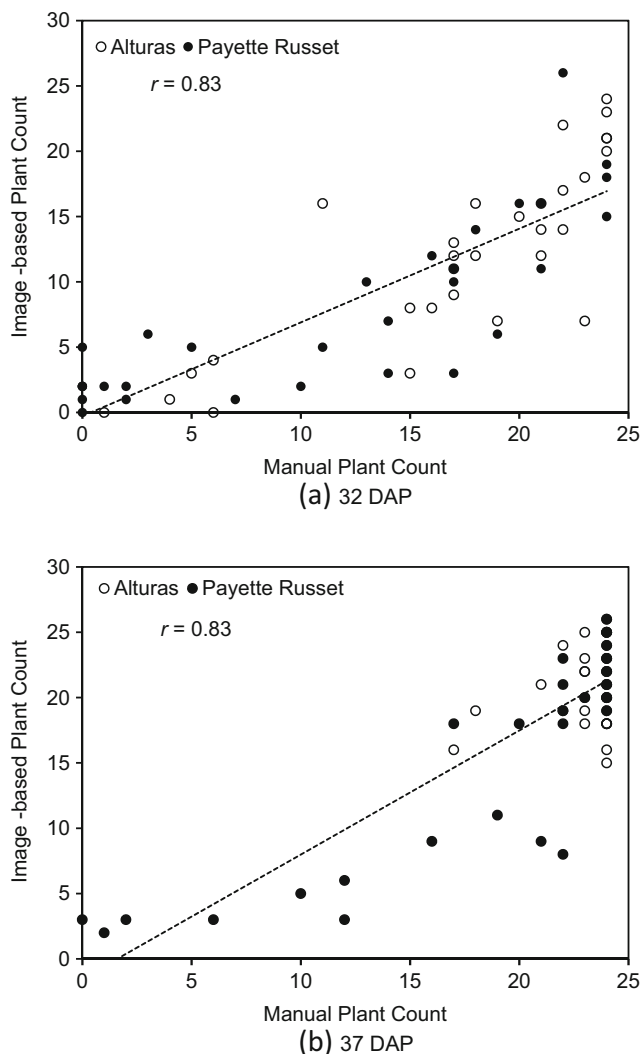 ○ Alturas ● Payette Russet
r = 0.83
Image -based Plant Count
30
25
20
15
10
5
0
0 5 10 15 20 25
Manual Plant Count
(a) 32 DAP
○ Alturas ● Payette Russet
r = 0.83
Image -based Plant Count
30
25
20
15
10
5
0
0 5 10 15 20 25
Manual Plant Count
(b) 37 DAP